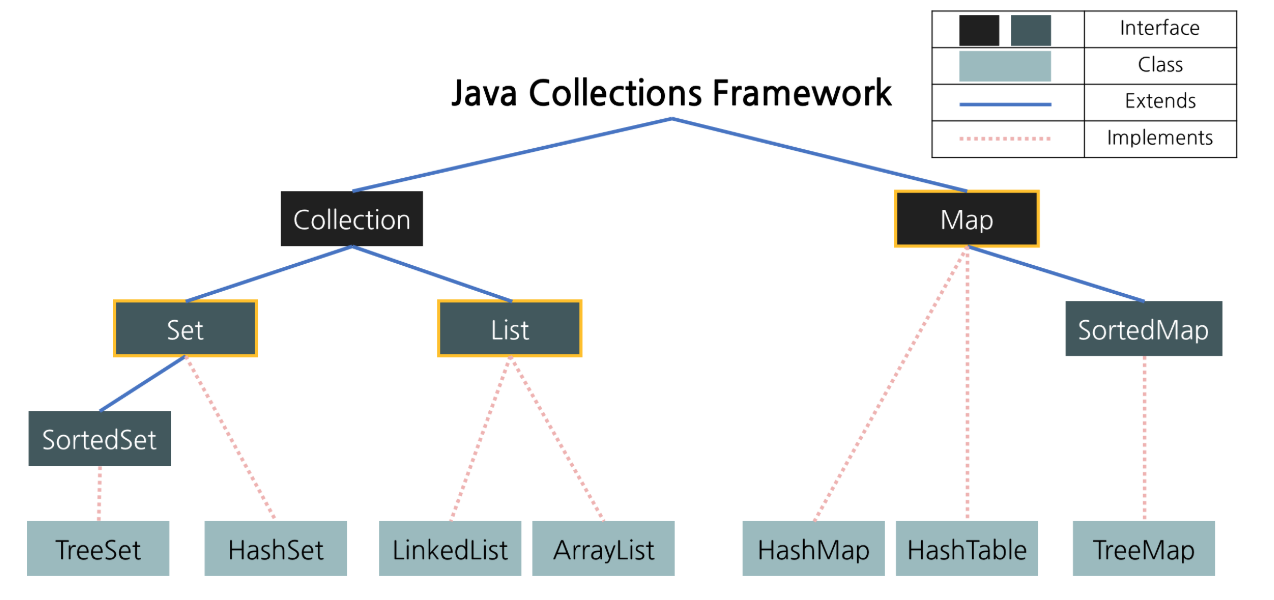 Interface
Class
Extends
Implements
Java Collections Framework
Collection
Map
Set
List
SortedMap
SortedSet
TreeSet
HashSet
LinkedList
ArrayList
HashMap
HashTable
TreeMap